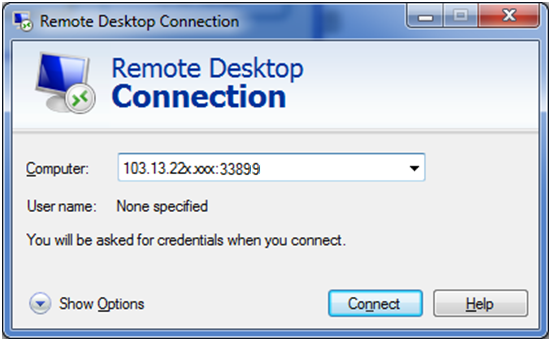 Remote Desktop Connection
Remote Desktop
Connection
Computer: 103.13.22x.xxx:33899
User name: None specified
You will be asked for credentials when you connect.
Show Options Connect Help